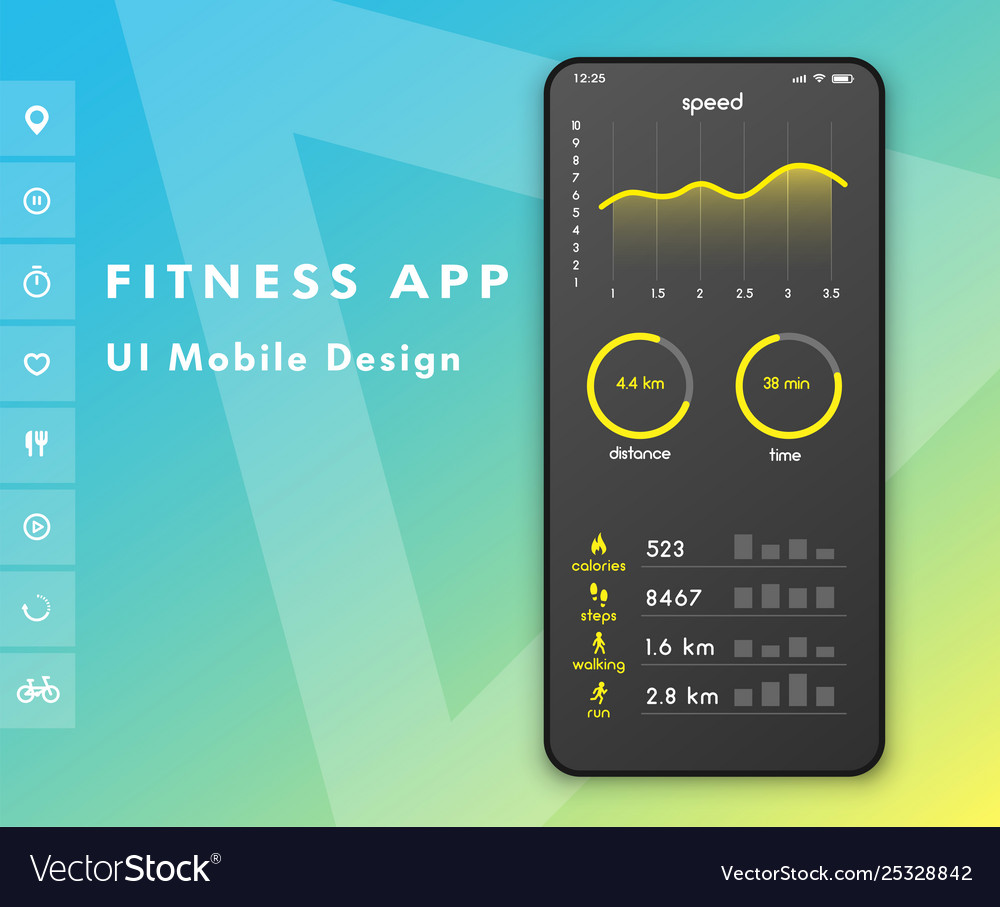 FITNESS APP
UI Mobile Design
12:25
speed
10
9
8
7
6
5
4
3
2
1
1 1.5 2 2.5 3 3.5
4.4 km 38 min
distance time
523
calories
8467
steps
1.6 km
walking
2.8 km
run
VectorStock®
VectorStock.com/25328842